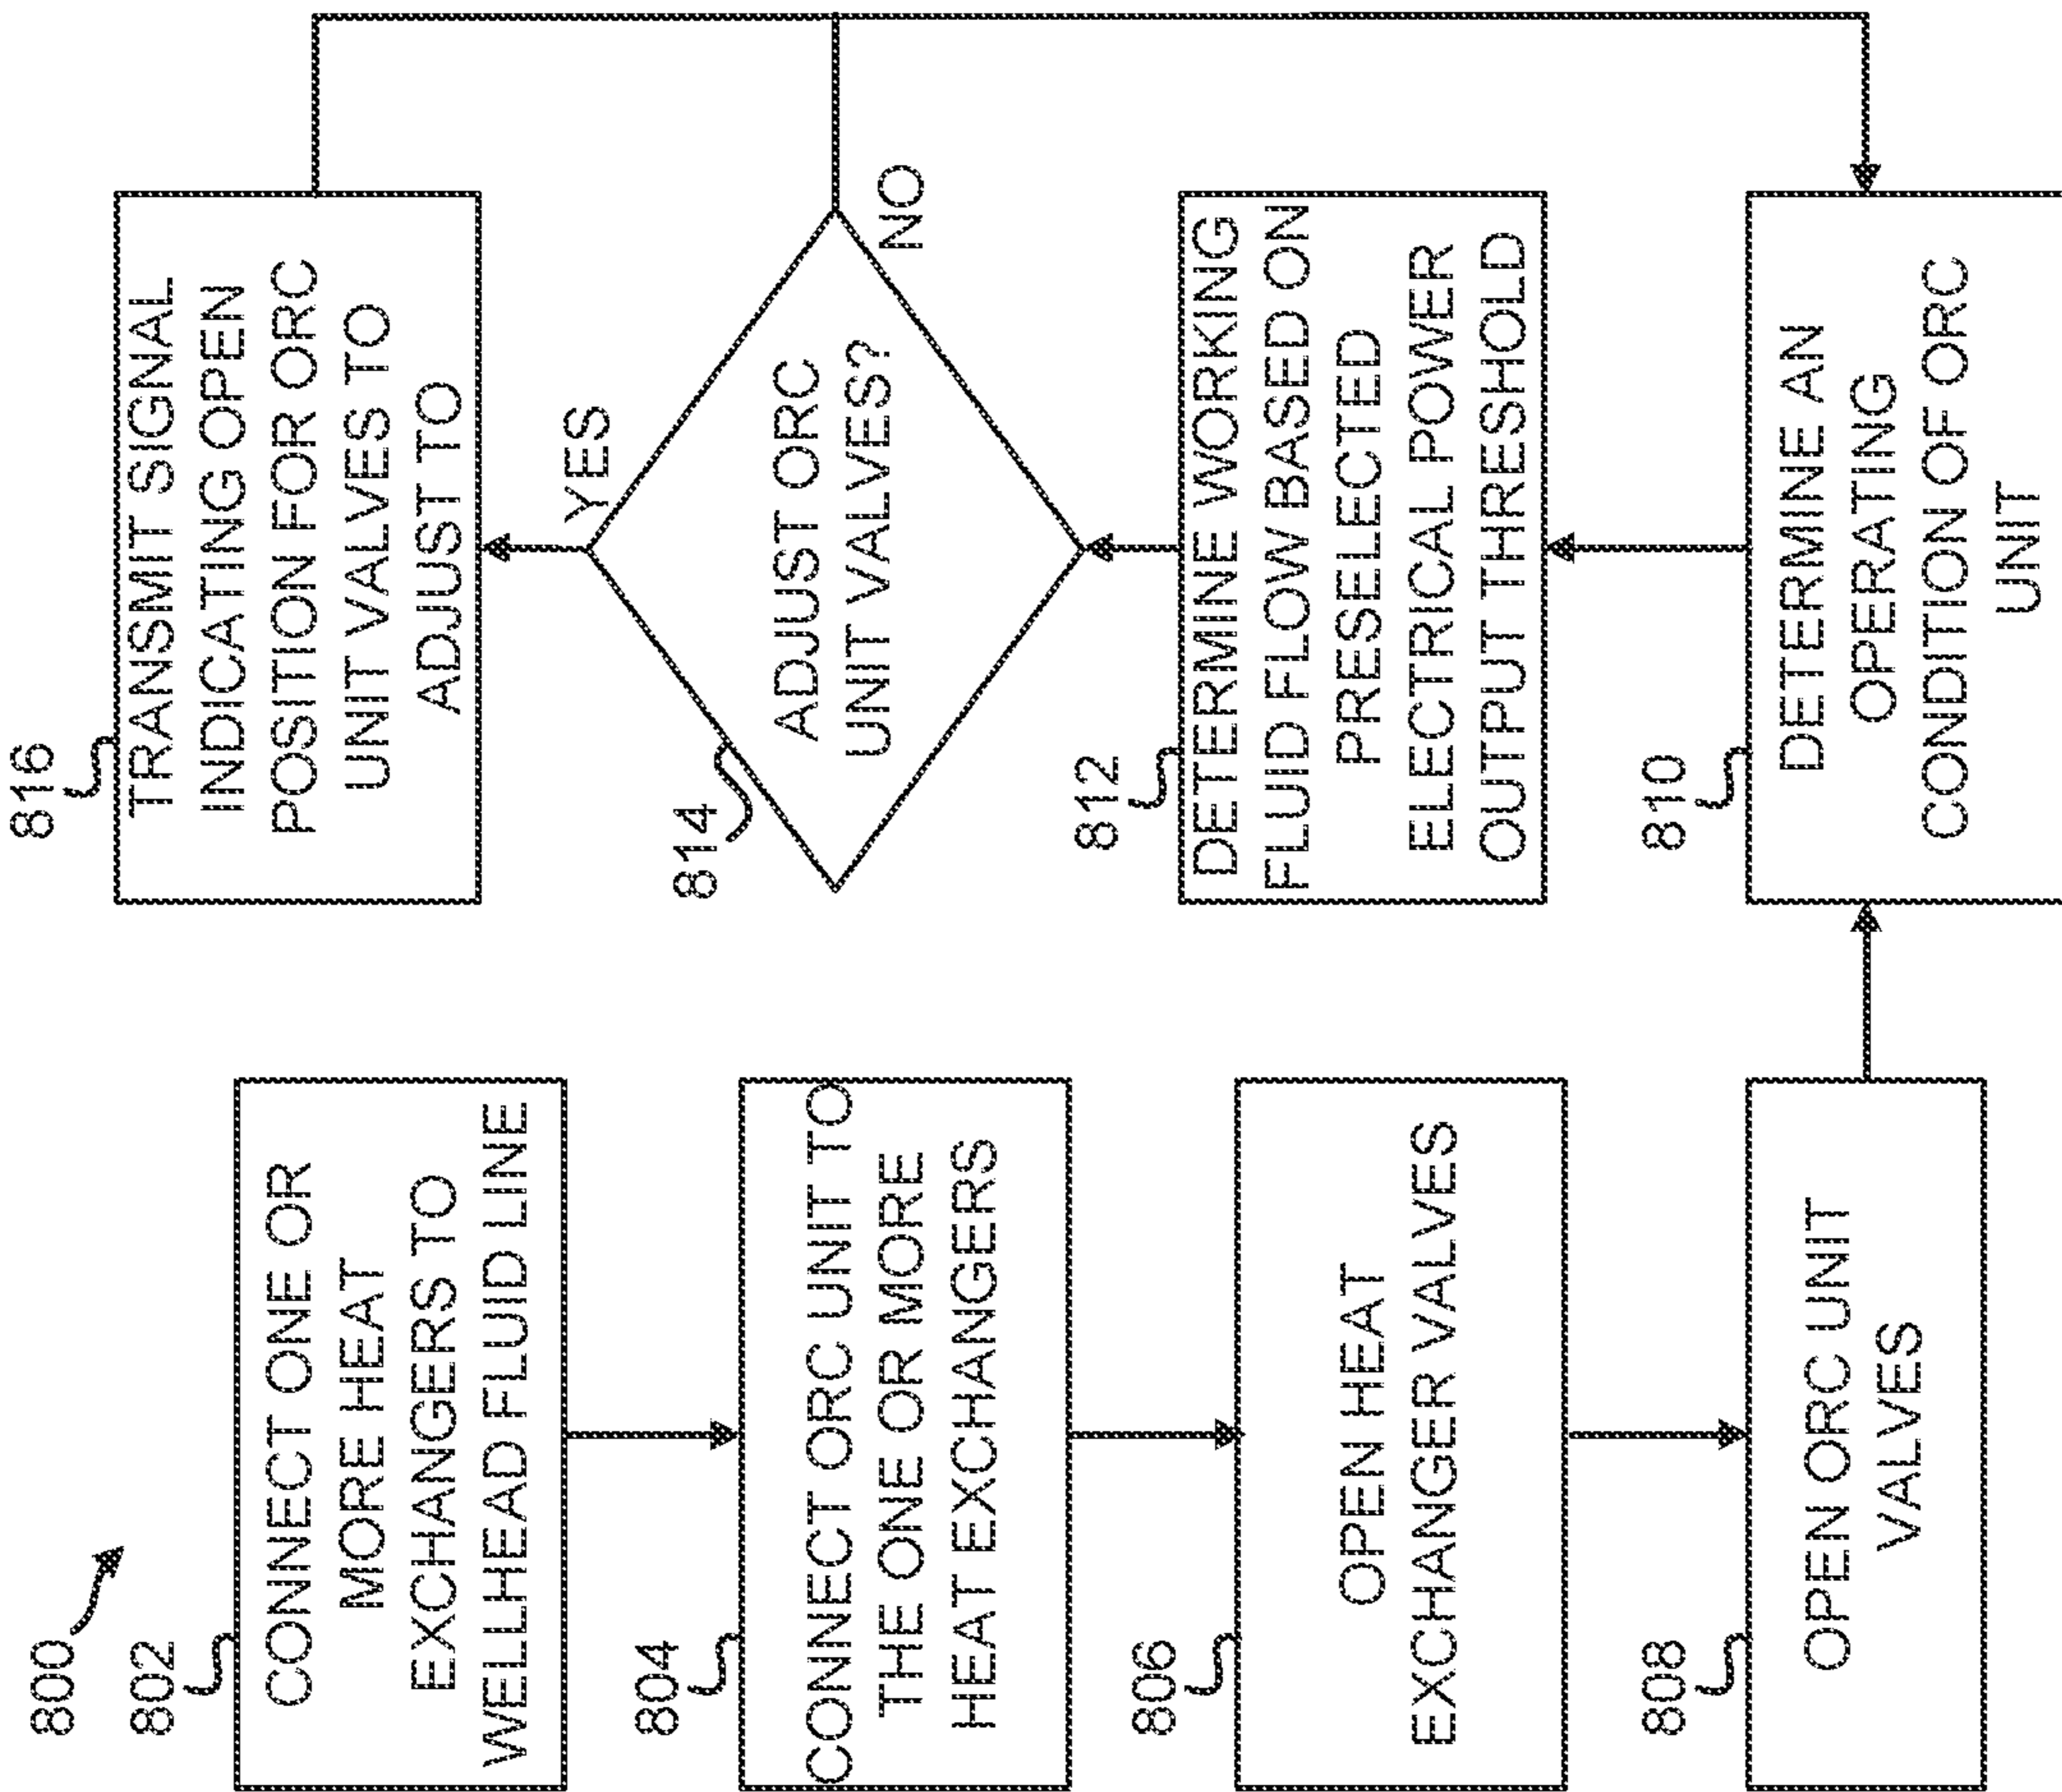 800
802
CONNECT ONE OR
MORE HEAT
EXCHANGERS TO
WELLHEAD FLUID LINE
804
CONNECT ORC UNIT TO
THE ONE OR MORE
HEAT EXCHANGERS
806
OPEN HEAT
EXCHANGER VALVES
808
OPEN ORC UNIT
VALVES
810
DETERMINE AN
OPERATING
CONDITION OF ORC
UNIT
812
DETERMINE WORKING
FLUID FLOW BASED ON
PRESELECTED
ELECTRICAL POWER
OUTPUT THRESHOLD
814
ADJUST ORC
UNIT VALVES?
YES
NO
816
TRANSMIT SIGNAL
INDICATING OPEN
POSITION FOR ORC
UNIT VALVES TO
ADJUST TO